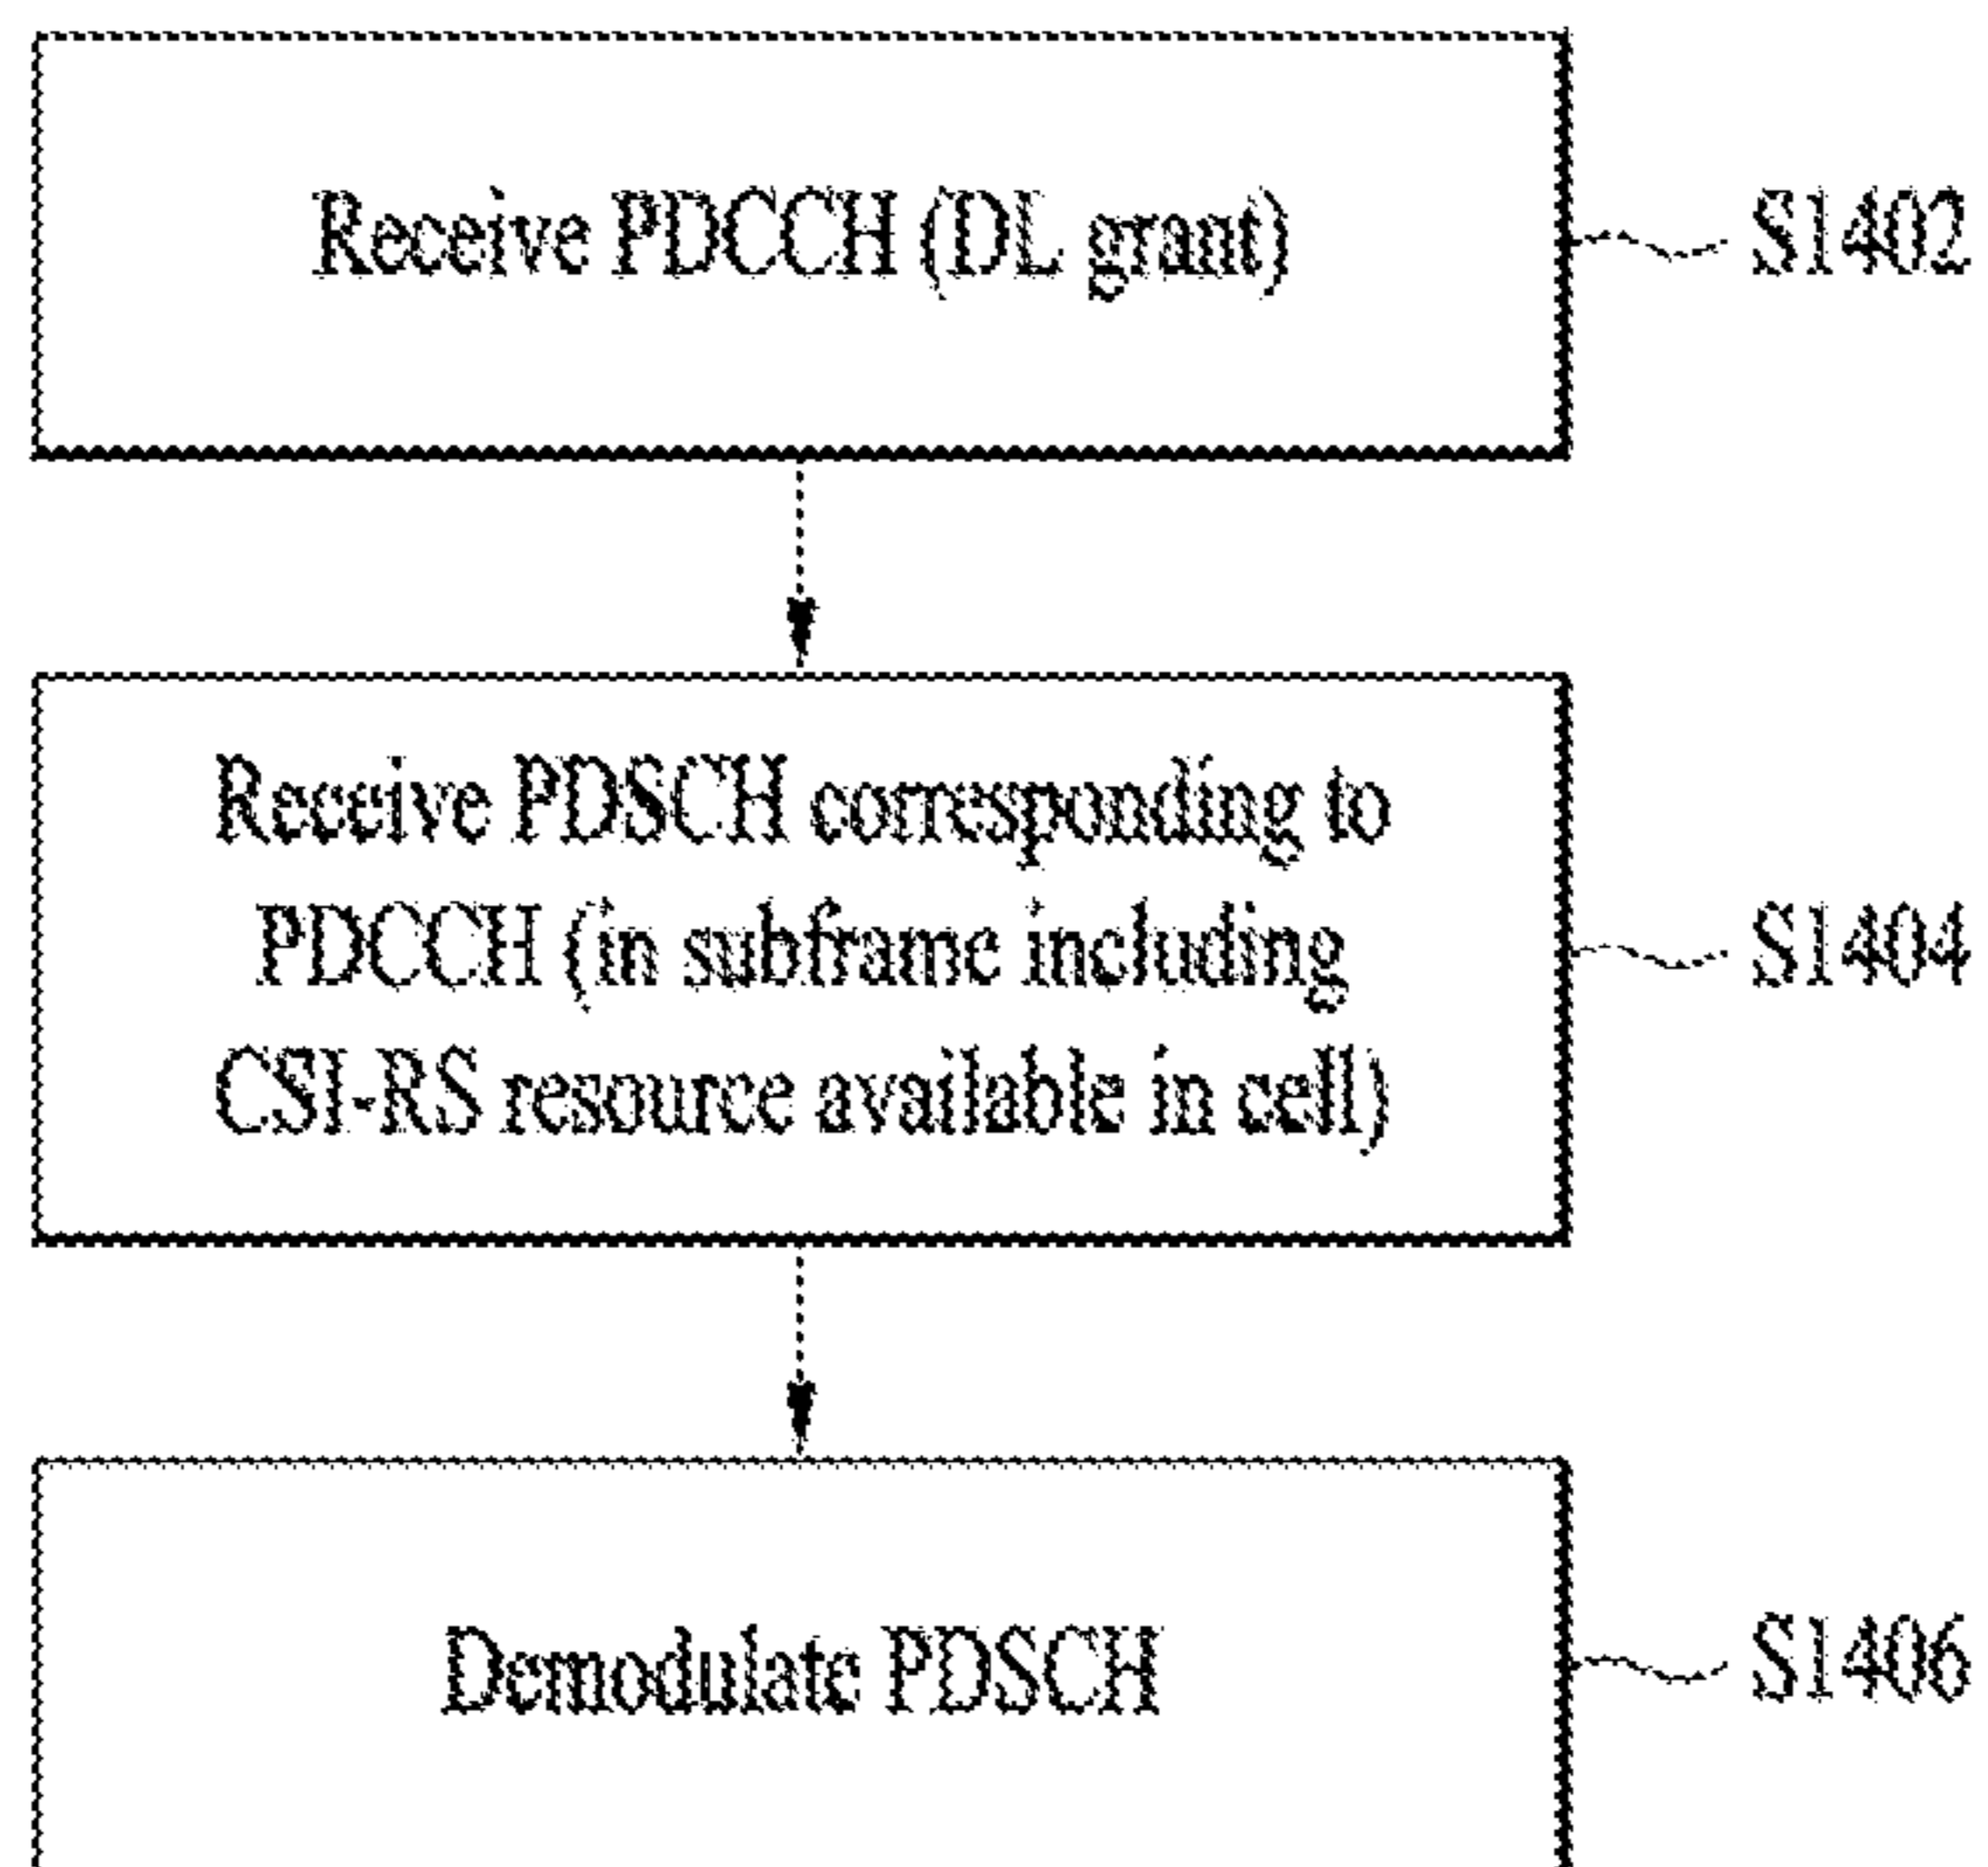 Receive PDCCH (DL grant)
S1402
Receive PDSCH corresponding to
PDCCH (in subframe including
CSI-RS resource available in cell)
S1404
Demodulate PDSCH
S1406